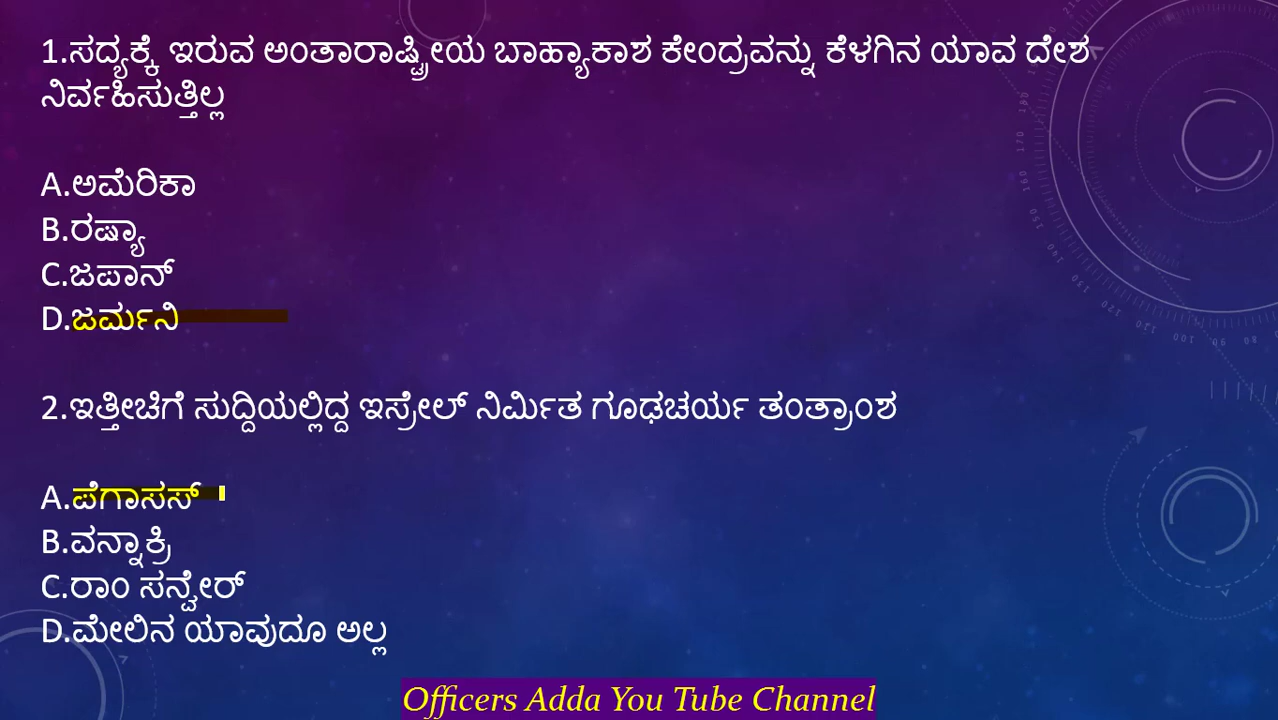 1.ಸದ್ಯಕ್ಕೆ ಇರುವ ಅಂತಾರಾಷ್ಟ್ರೀಯ ಬಾಹ್ಯಾಕಾಶ ಕೇಂದ್ರವನ್ನು ಕೆಳಗಿನ ಯಾವ ದೇಶ
ನಿರ್ವಹಿಸುತ್ತಿಲ್ಲ
A.ಅಮೆರಿಕಾ
B.ರಷ್ಯಾ
C.ಜಪಾನ್
D.ಜರ್ಮನಿ
2.ಇತ್ತೀಚೆಗೆ ಸುದ್ದಿಯಲ್ಲಿದ್ದ ಇಸ್ರೇಲ್ ನಿರ್ಮಿತ ಗೂಢಚರ್ಯ ತಂತ್ರಾಂಶ
A.ಪೆಗಾಸಸ್
B.ವನ್ನಾಕ್ರಿ
C.ರಾಂ ಸನ್ವೇರ್
D.ಮೇಲಿನ ಯಾವುದೂ ಅಲ್ಲ
Officers Adda You Tube Channel